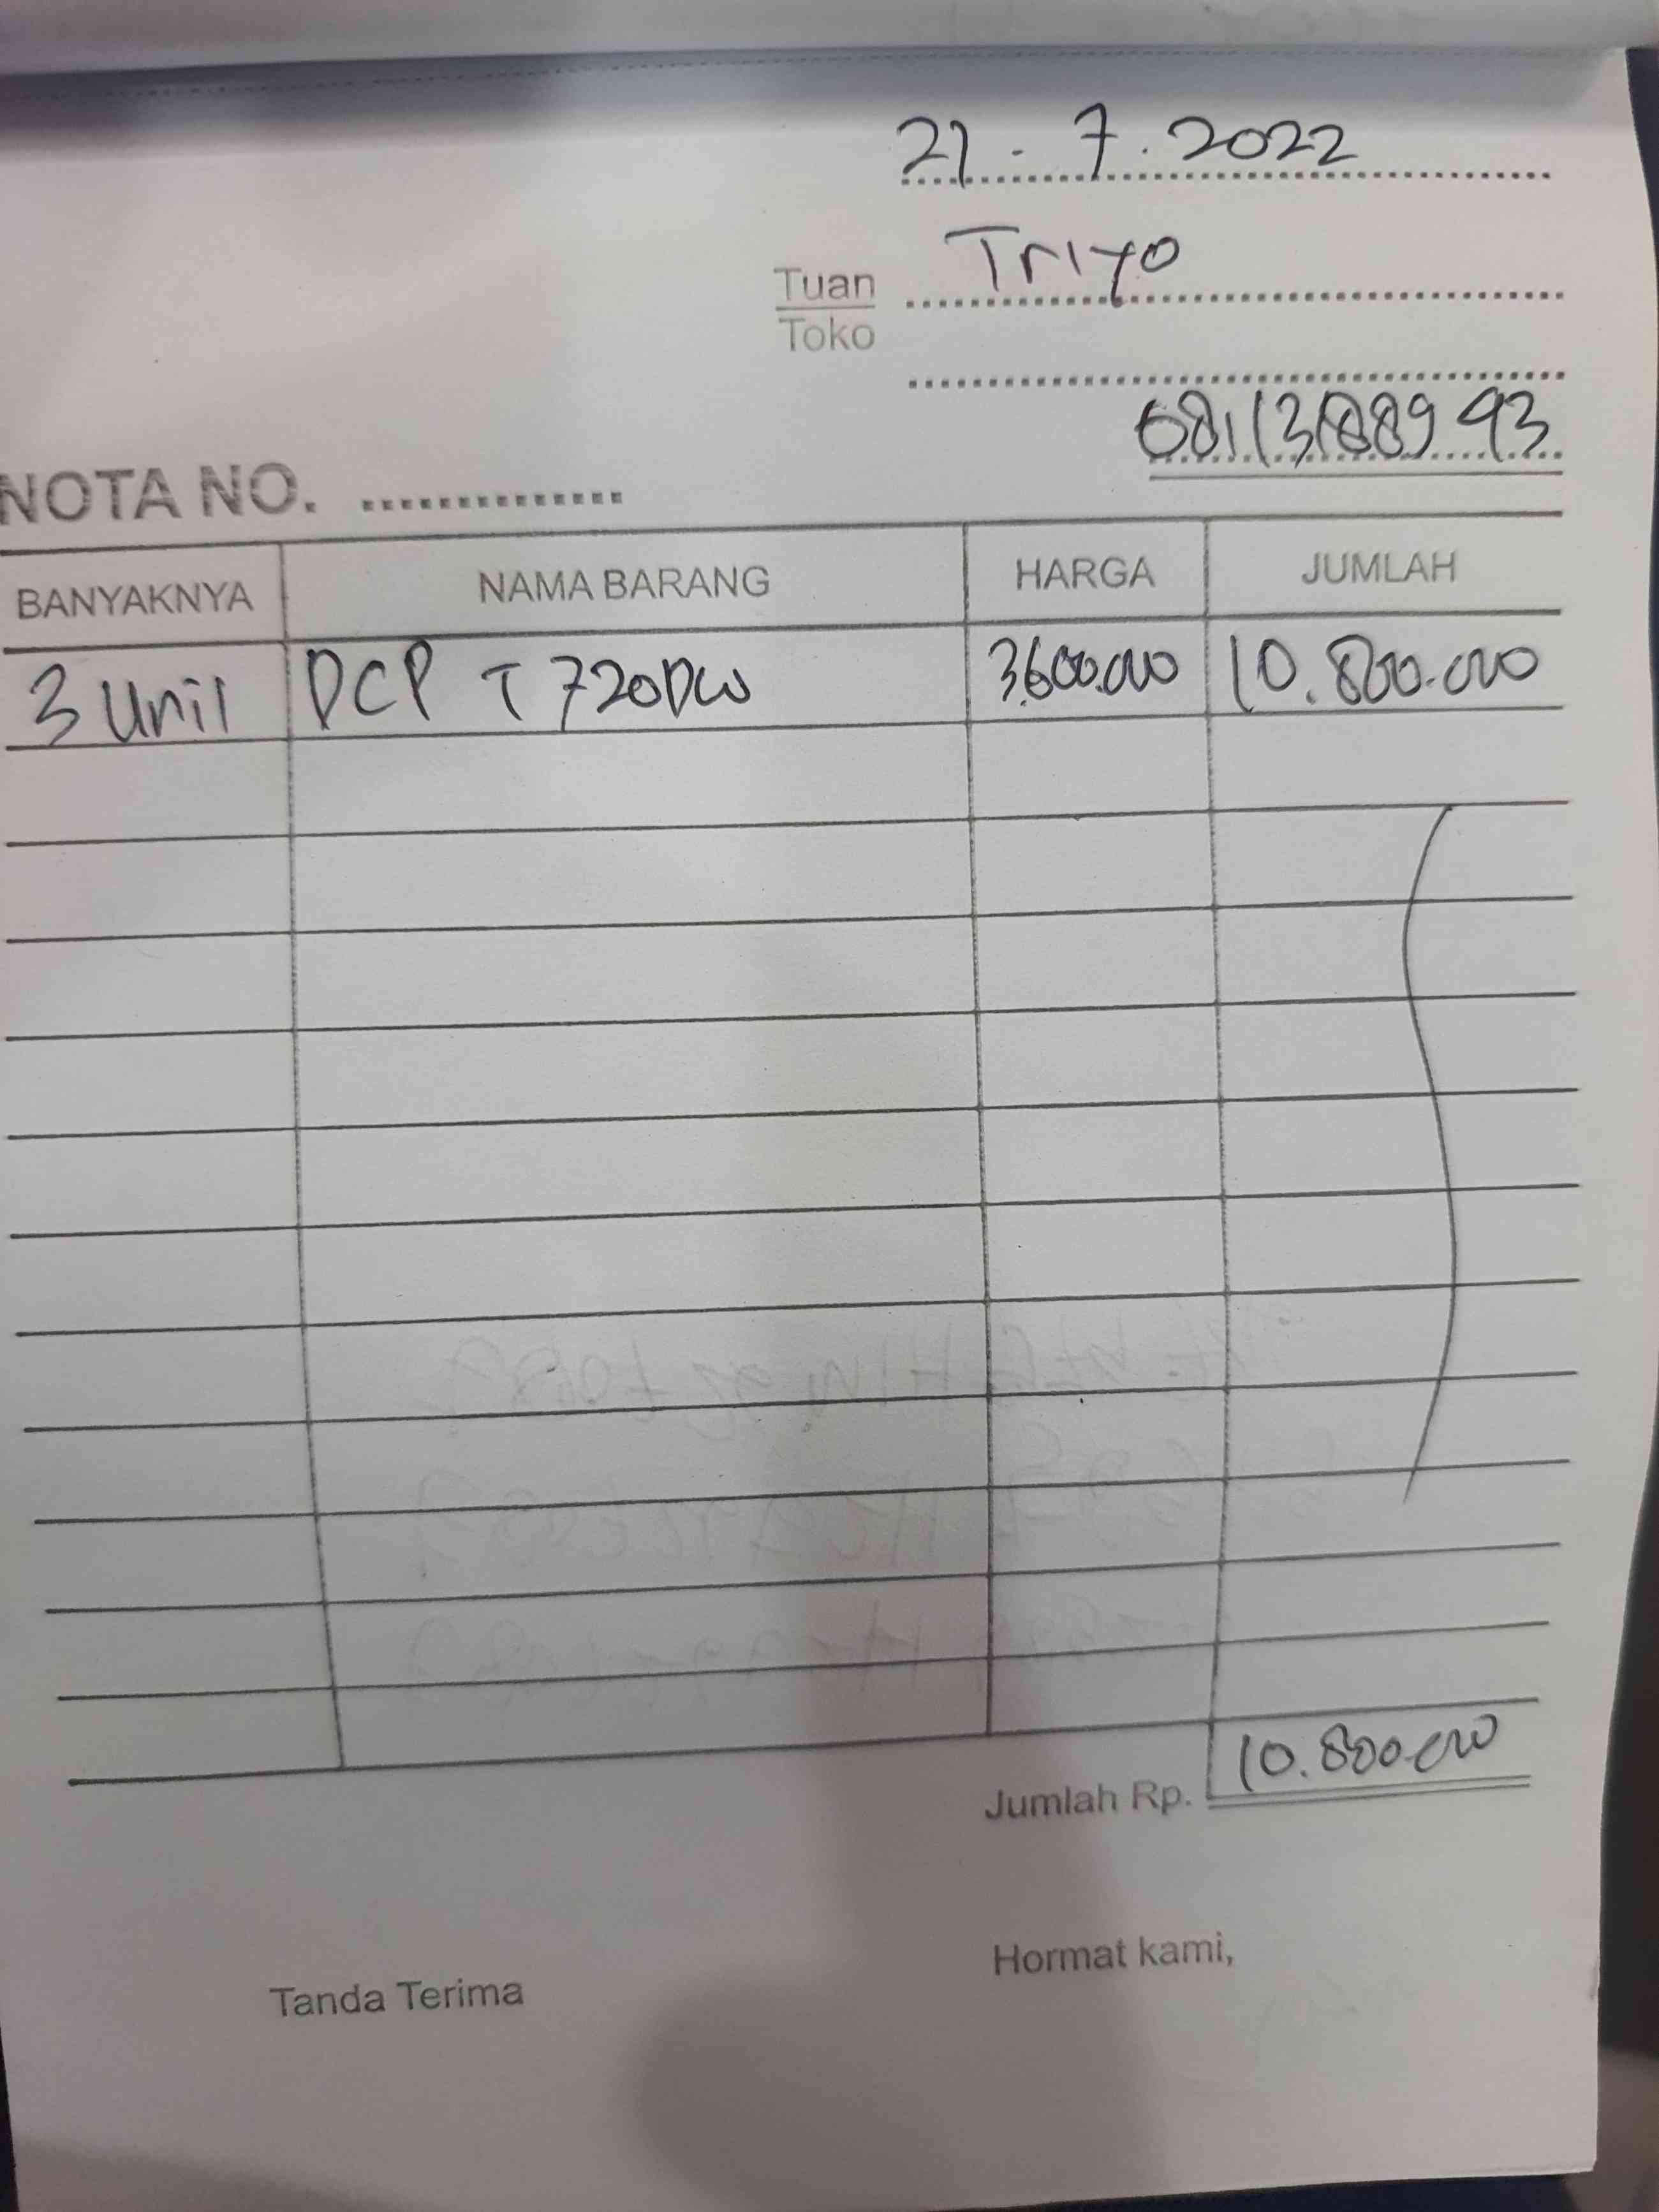 21 - 7 . 2022
Tuan Triyo
Toko
NOTA NO. ...............
BANYAKNYA NAMA BARANG HARGA JUMLAH
3 Unit DCP T 720DW 3.600.000 10.800.000
Jumlah Rp. 10.800.000
Hormat kami,
Tanda Terima